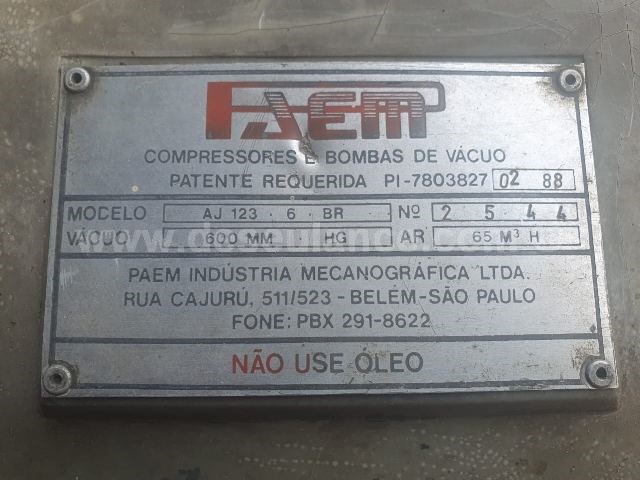 PAEM
COMPRESSORES E BOMBAS DE VÁCUO
PATENTE REQUERIDA PI-7803827 02 88
MODELO AJ 123 · 6 · BR Nº 2 5 4 4
VÁCUO 600 MM HG AR 65 M³ H
PAEM INDÚSTRIA MECANOGRÁFICA LTDA.
RUA CAJURÚ, 511/523 - BELÉM-SÃO PAULO
FONE: PBX 291-8622
NÃO USE ÓLEO